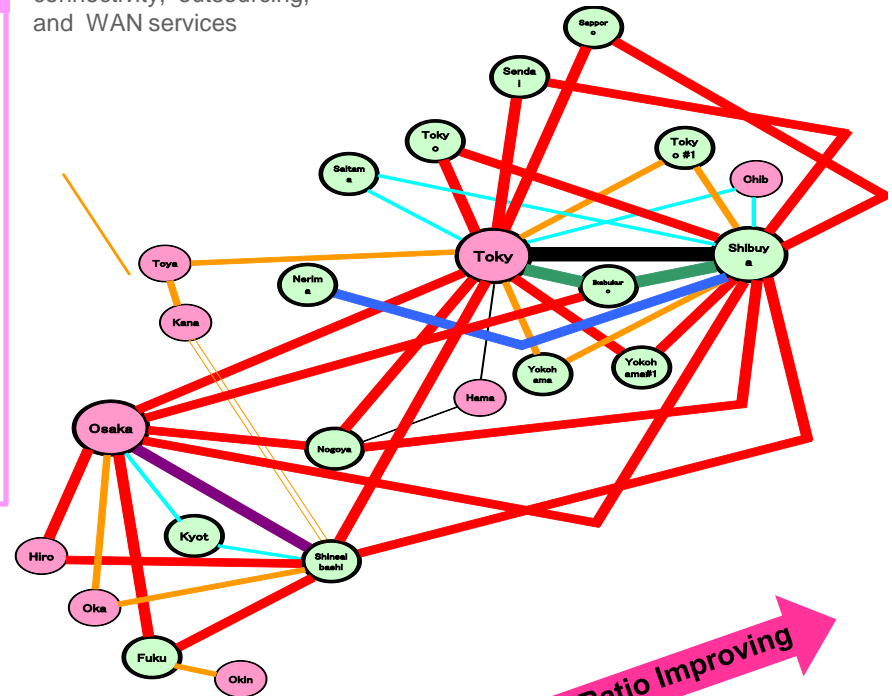 connectivity, outsourcing,
and WAN services
Sappor
o
Senda
i
Toky
o
Toky
o #1
Saitam
a
Chib
Toky
Shibuy
a
Toya
Nerim
a
Ikebukur
o
Kana
Yokoh
ama
Yokoh
ama#1
Hama
Osaka
Nogoya
Kyot
Hiro
Shinsai
bashi
Oka
Fuku
Okin
Ratio Improving